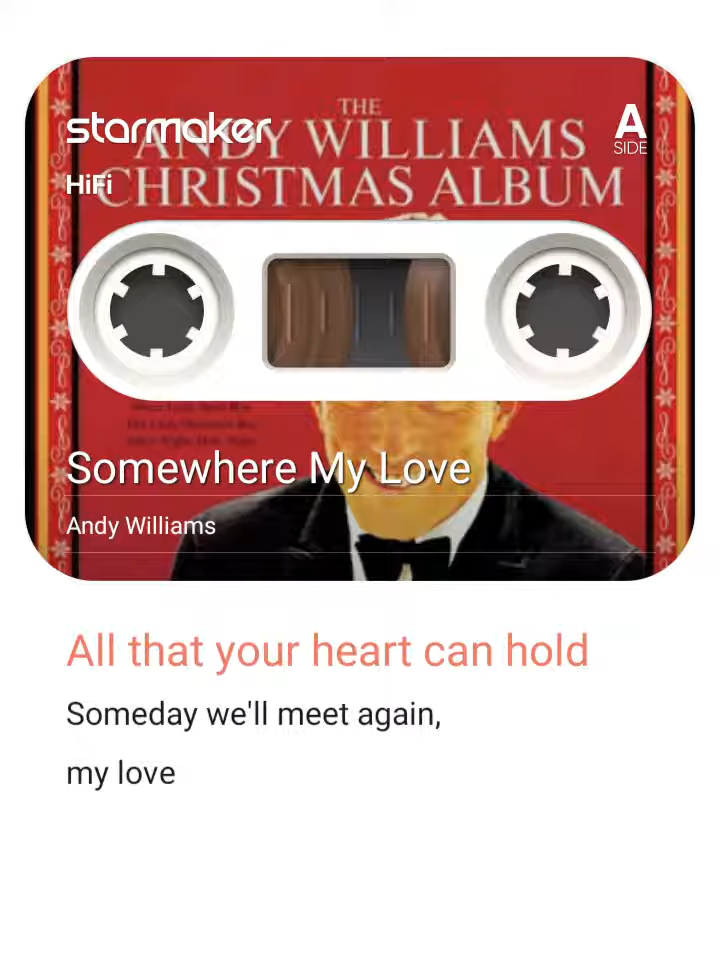 THE
ANDY WILLIAMS
CHRISTMAS ALBUM
starmaker
HiFi
A
SIDE
Somewhere My Love
Andy Williams
All that your heart can hold
Someday we'll meet again,
my love